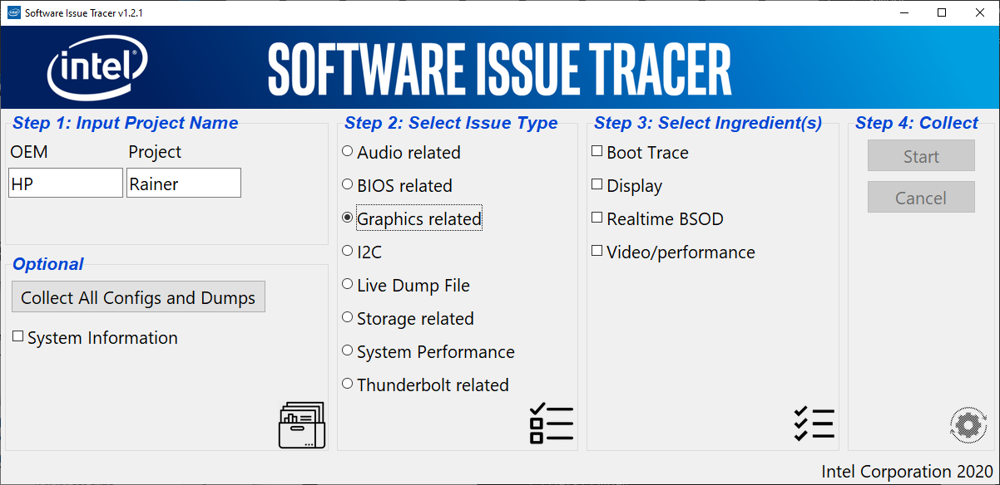 Software Issue Tracer v1.2.1
intel®
SOFTWARE ISSUE TRACER
Step 1: Input Project Name
OEM Project
HP Rainer
Optional
Collect All Configs and Dumps
System Information
Step 2: Select Issue Type
Audio related
BIOS related
Graphics related
I2C
Live Dump File
Storage related
System Performance
Thunderbolt related
Step 3: Select Ingredient(s)
Boot Trace
Display
Realtime BSOD
Video/performance
Step 4: Collect
Start
Cancel
Intel Corporation 2020